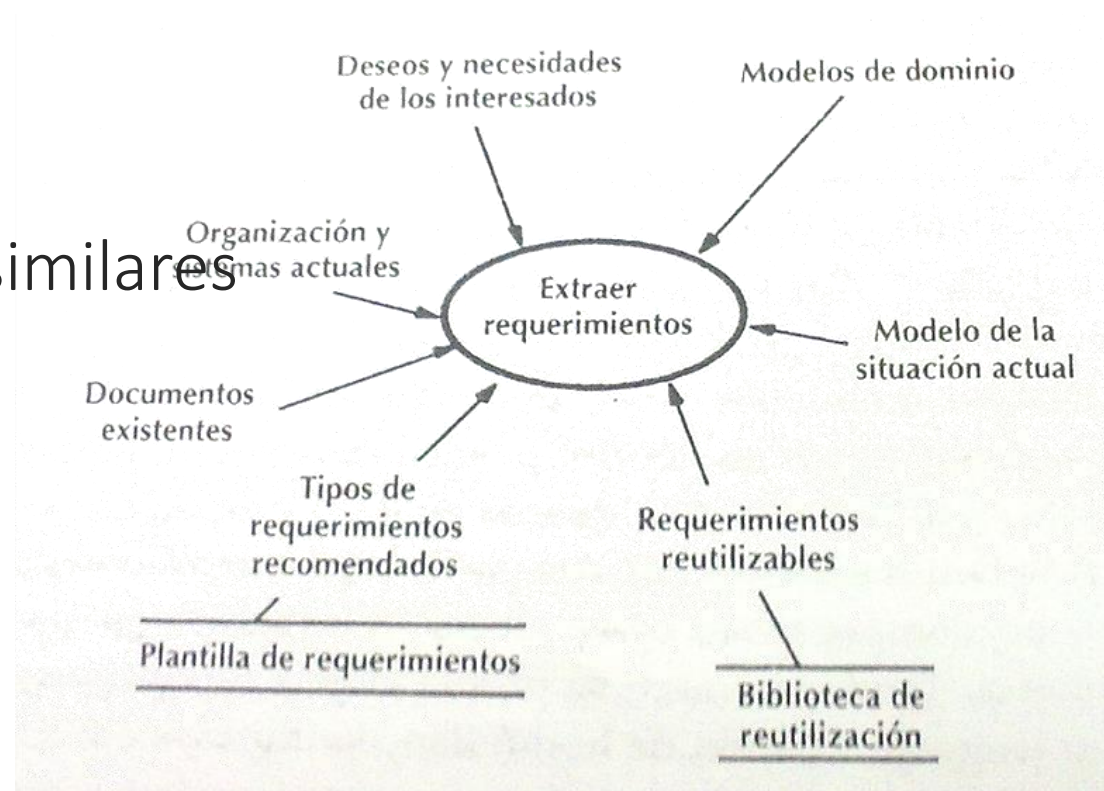 Deseos y necesidades
de los interesados
Modelos de dominio
Organización y
sistemas actuales
similares
Extraer
requerimientos
Modelo de la
situación actual
Documentos
existentes
Tipos de
requerimientos
recomendados
Requerimientos
reutilizables
Plantilla de requerimientos
Biblioteca de
reutilización